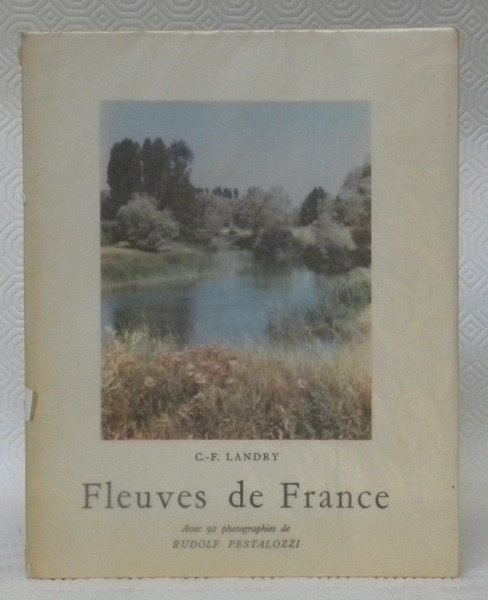 C.-F. LANDRY
Fleuves de France
Avec 92 photographies de
RUDOLF PESTALOZZI